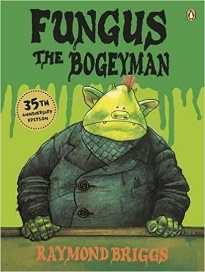 FUNGUS
THE BOGEYMAN
35TH
ANNIVERSARY
EDITION
RAYMOND BRIGGS